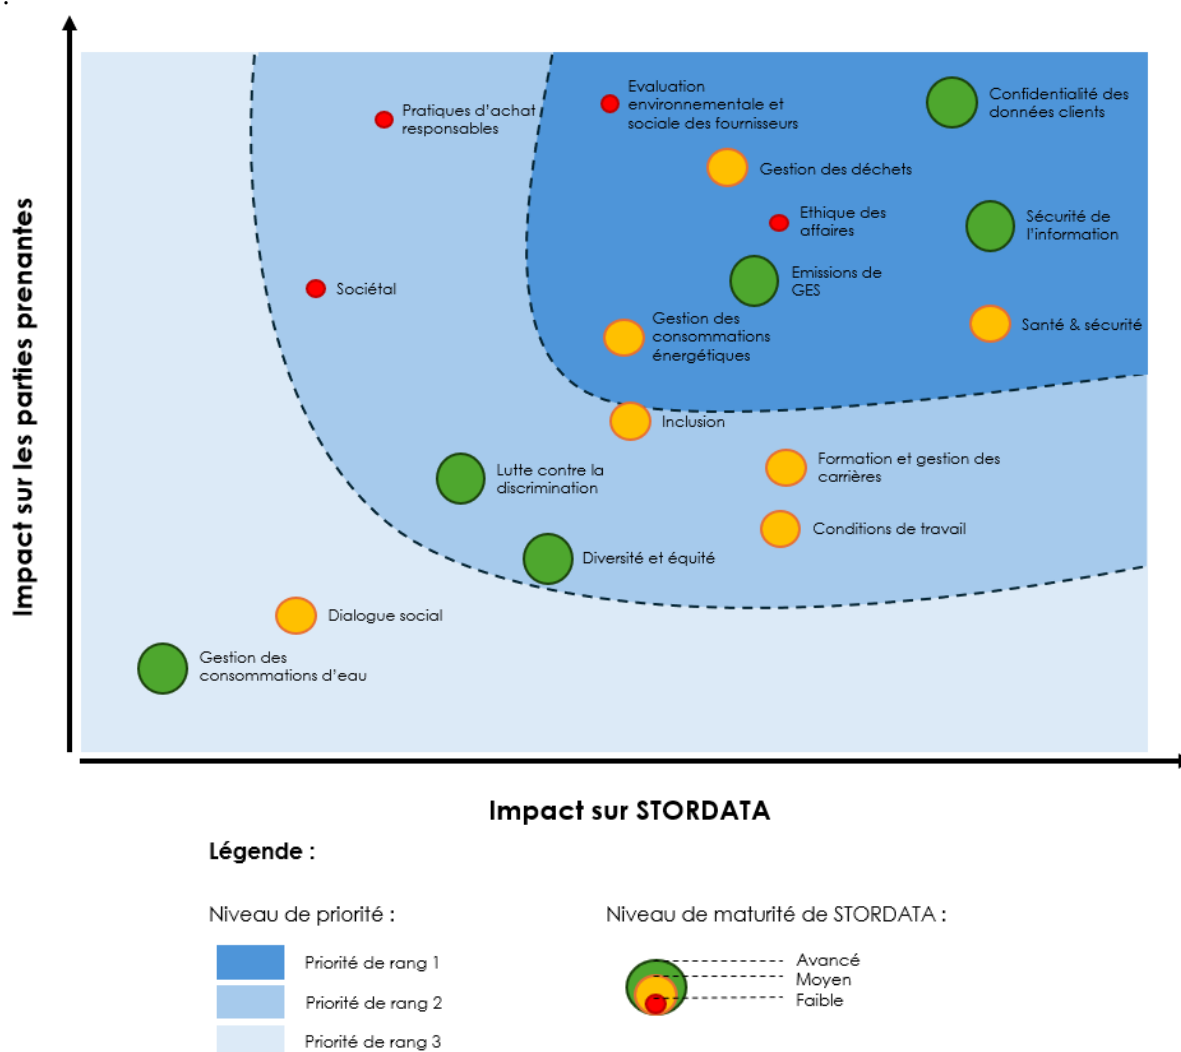 .
Impact sur les parties prenantes
Evaluation
environnementale et
sociale des fournisseurs
Confidentialité des
données clients
Pratiques d'achat
responsables
Gestion des déchets
Ethique des
affaires
Sécurité de
l'information
Emissions de
GES
Sociétal
Gestion des
consommations
énergétiques
Santé & sécurité
Inclusion
Formation et gestion des
carrières
Lutte contre la
discrimination
Conditions de travail
Diversité et équité
Dialogue social
Gestion des
consommations d'eau
Impact sur STORDATA
Légende :
Niveau de priorité :
Priorité de rang 1
Priorité de rang 2
Priorité de rang 3
Niveau de maturité de STORDATA :
Avancé
Moyen
Faible